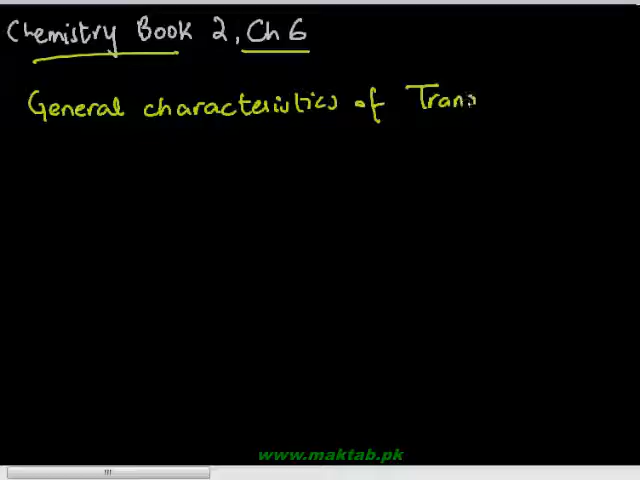 Chemistry Book 2, Ch 6
General characteristics of Trans
www.maktab.pk